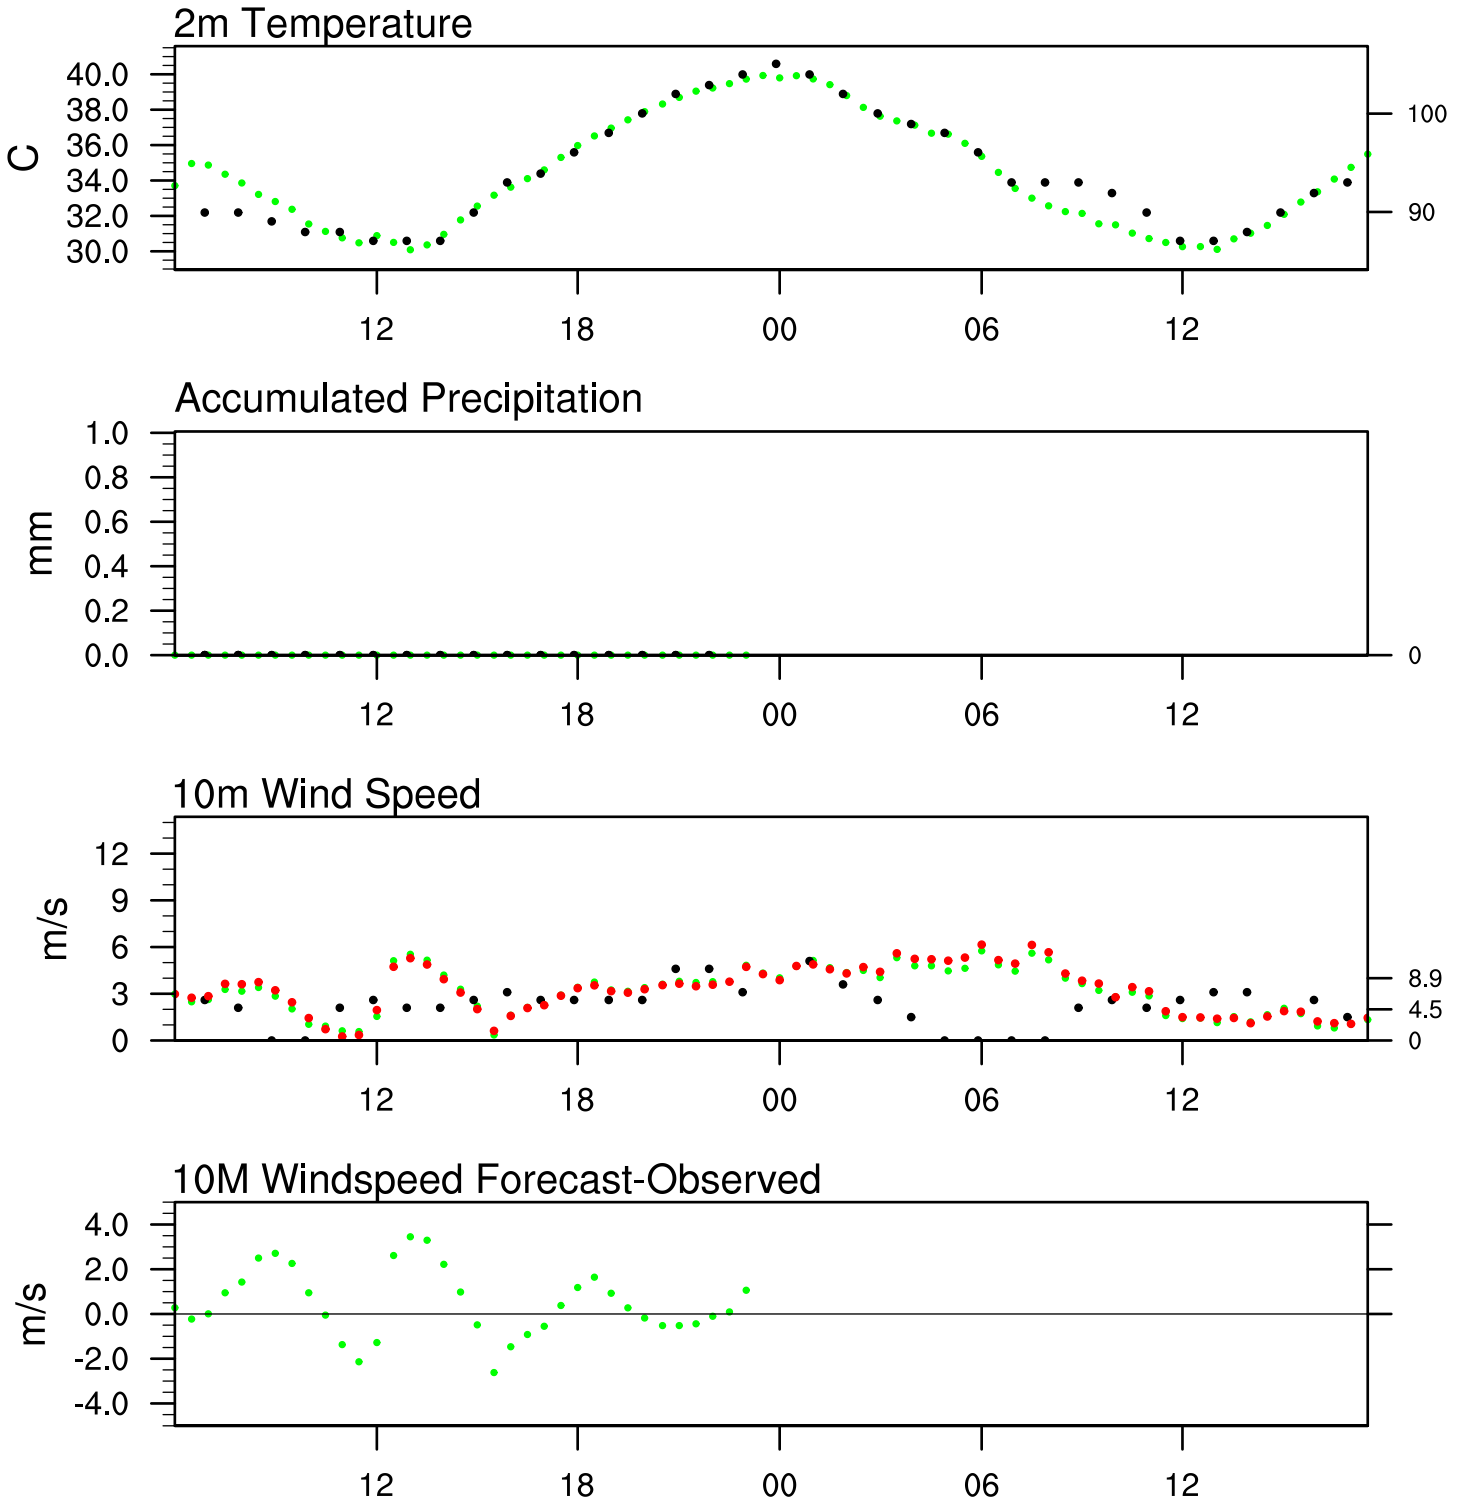 2m Temperature
40.0
38.0
36.0
34.0
32.0
30.0
C
100
90
12 18 00 06 12
Accumulated Precipitation
1.0
0.8
0.6
0.4
0.2
0.0
mm
0
12 18 00 06 12
10m Wind Speed
12
9
6
3
0
m/s
8.9
4.5
0
12 18 00 06 12
10M Windspeed Forecast-Observed
4.0
2.0
0.0
-2.0
-4.0
m/s
12 18 00 06 12